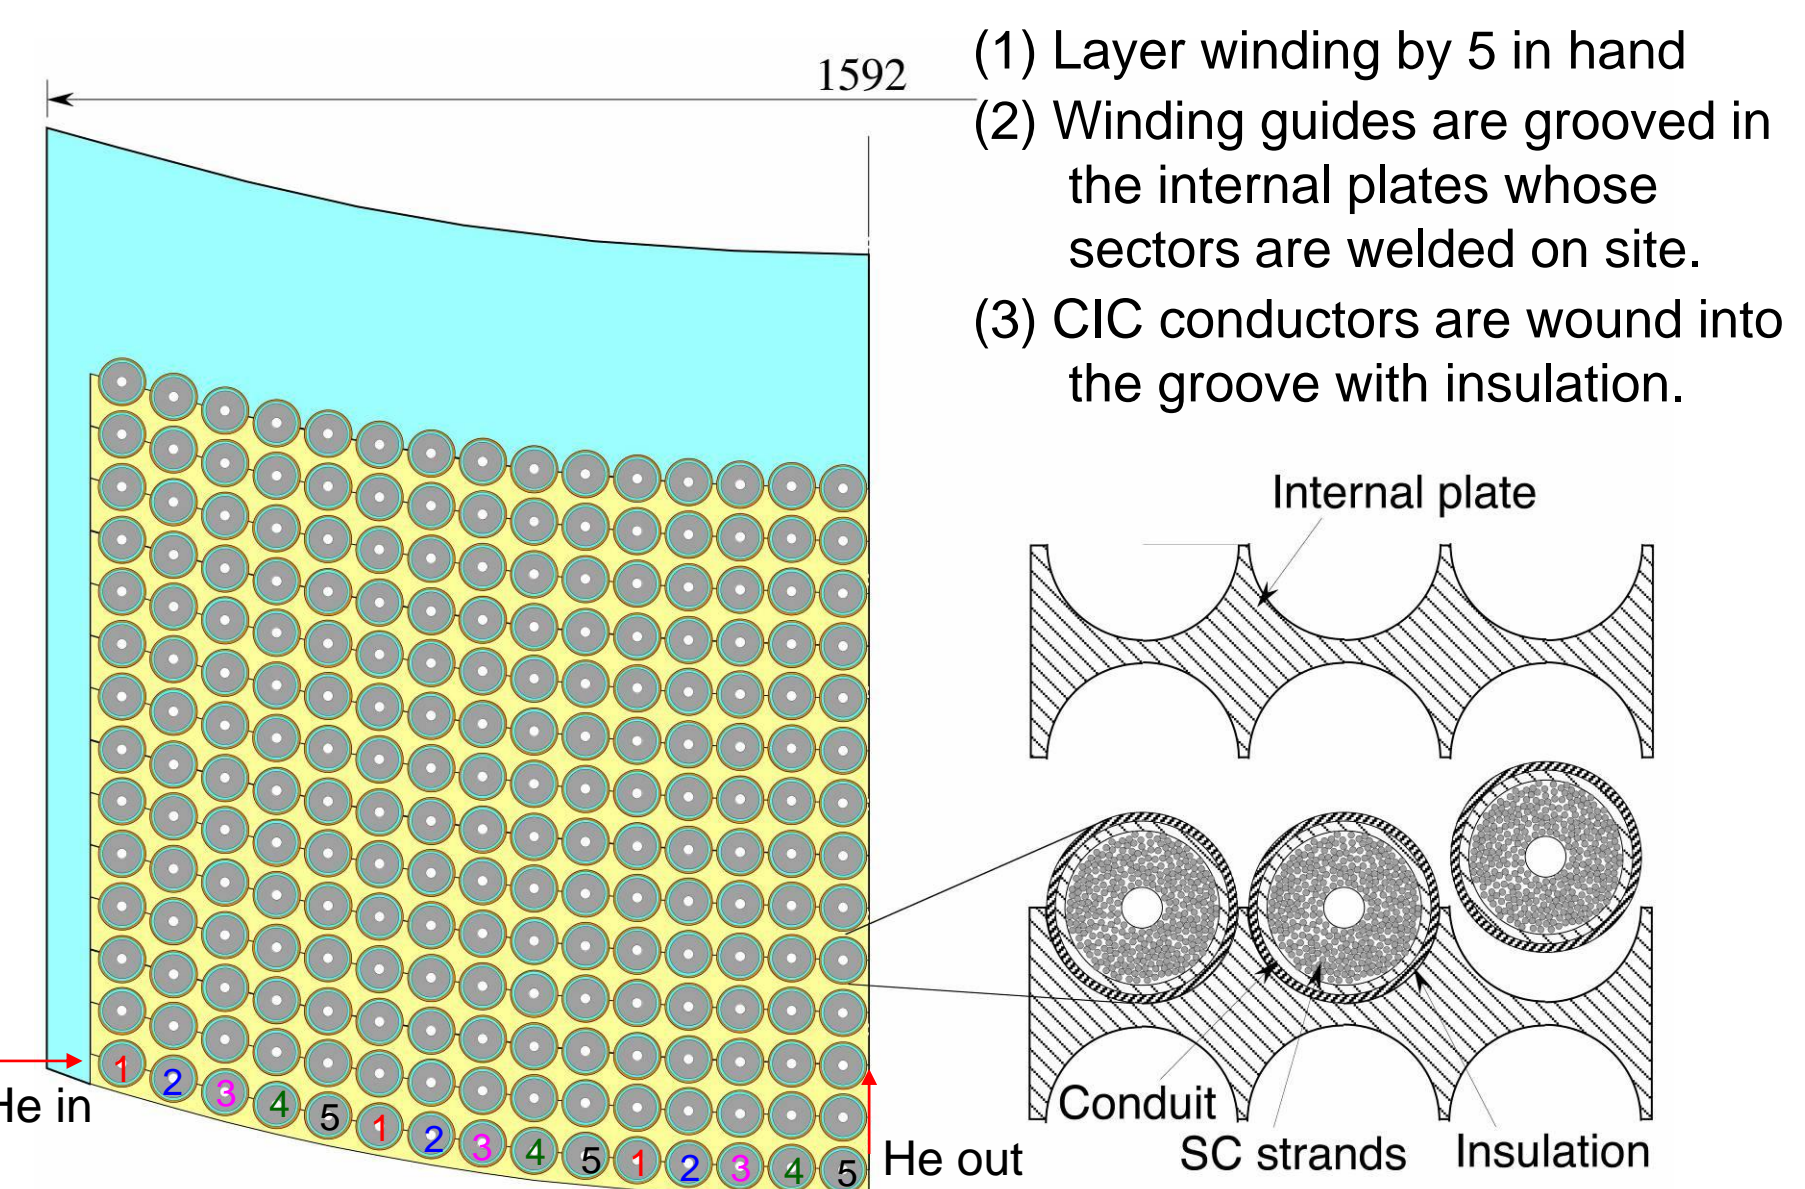 1592
(1) Layer winding by 5 in hand
(2) Winding guides are grooved in
the internal plates whose
sectors are welded on site.
(3) CIC conductors are wound into
the groove with insulation.
Internal plate
He in
1 2 3 4 5 1 2 3 4 5 1 2 3 4 5
He out
Conduit
SC strands
Insulation